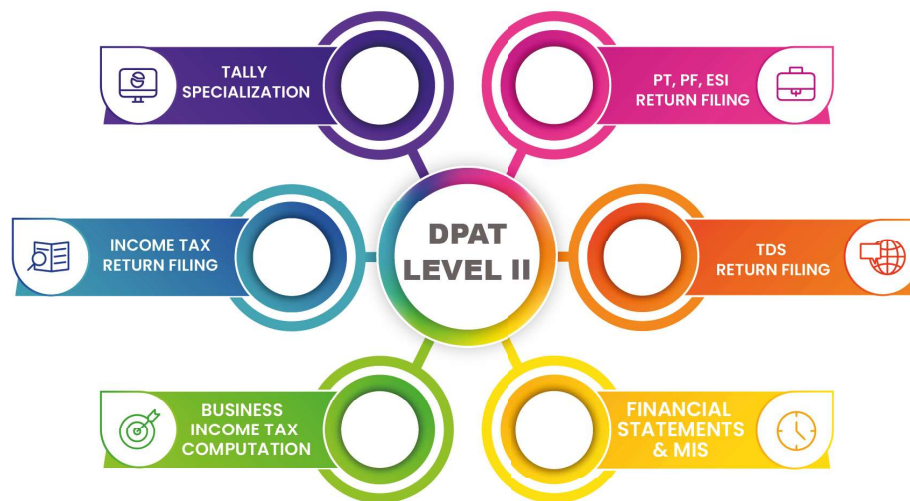 TALLY
SPECIALIZATION
PT, PF, ESI
RETURN FILING
INCOME TAX
RETURN FILING
DPAT
LEVEL II
TDS
RETURN FILING
BUSINESS
INCOME TAX
COMPUTATION
FINANCIAL
STATEMENTS
& MIS